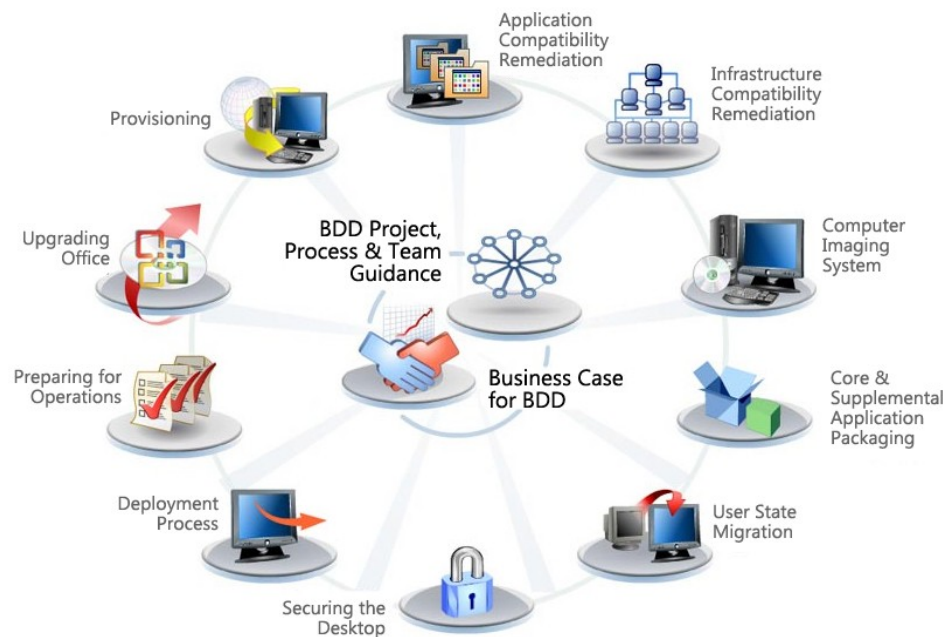 Application
Compatibility
Remediation
Infrastructure
Compatibility
Remediation
Provisioning
BDD Project,
Process & Team
Guidance
Upgrading
Office
Computer
Imaging
System
Preparing for
Operations
Business Case
for BDD
Core &
Supplemental
Application
Packaging
Deployment
Process
User State
Migration
Securing the
Desktop